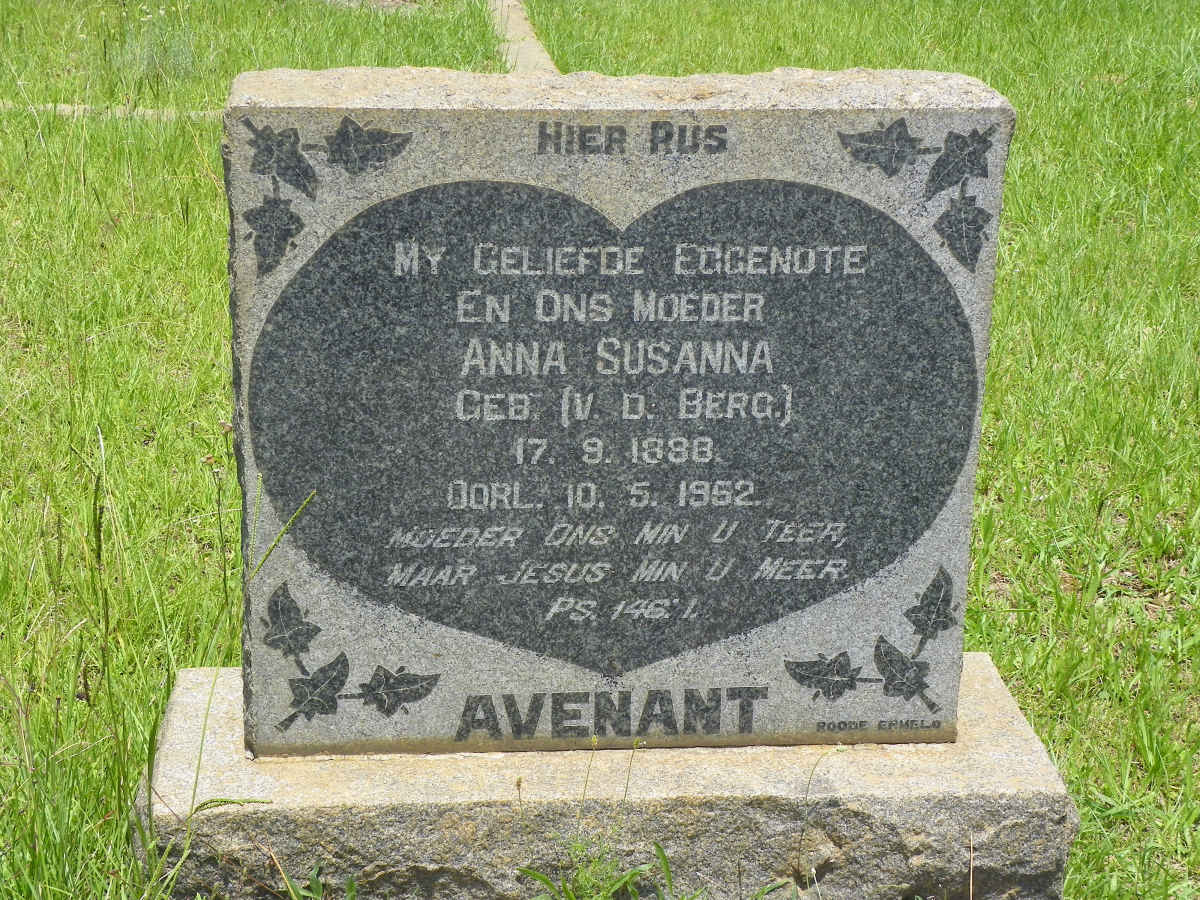 HIER RUS
MY GELIEFDE EGGENOTE
EN ONS MOEDER
ANNA SUSANNA
GEB. (V. D. BERG.)
17. 9. 1888.
OORL. 10. 5. 1952.
MOEDER ONS MIN U TEER,
MAAR JESUS MIN U MEER.
PS. 146:1.
AVENANT
ROODE ERMELO